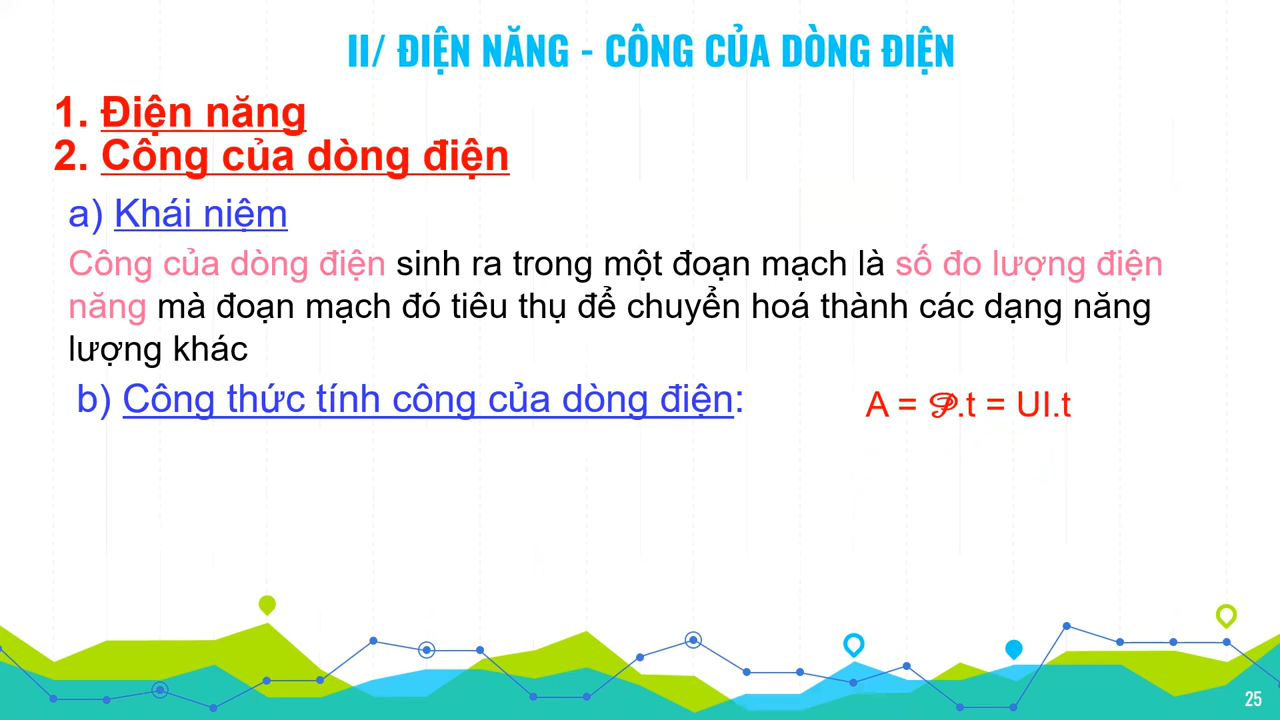 II/ ĐIỆN NĂNG - CÔNG CỦA DÒNG ĐIỆN
1. Điện năng
2. Công của dòng điện
a) Khái niệm
Công của dòng điện sinh ra trong một đoạn mạch là số đo lượng điện
năng mà đoạn mạch đó tiêu thụ để chuyển hoá thành các dạng năng
lượng khác
b) Công thức tính công của dòng điện: A = 𝒫.t = UI.t
25